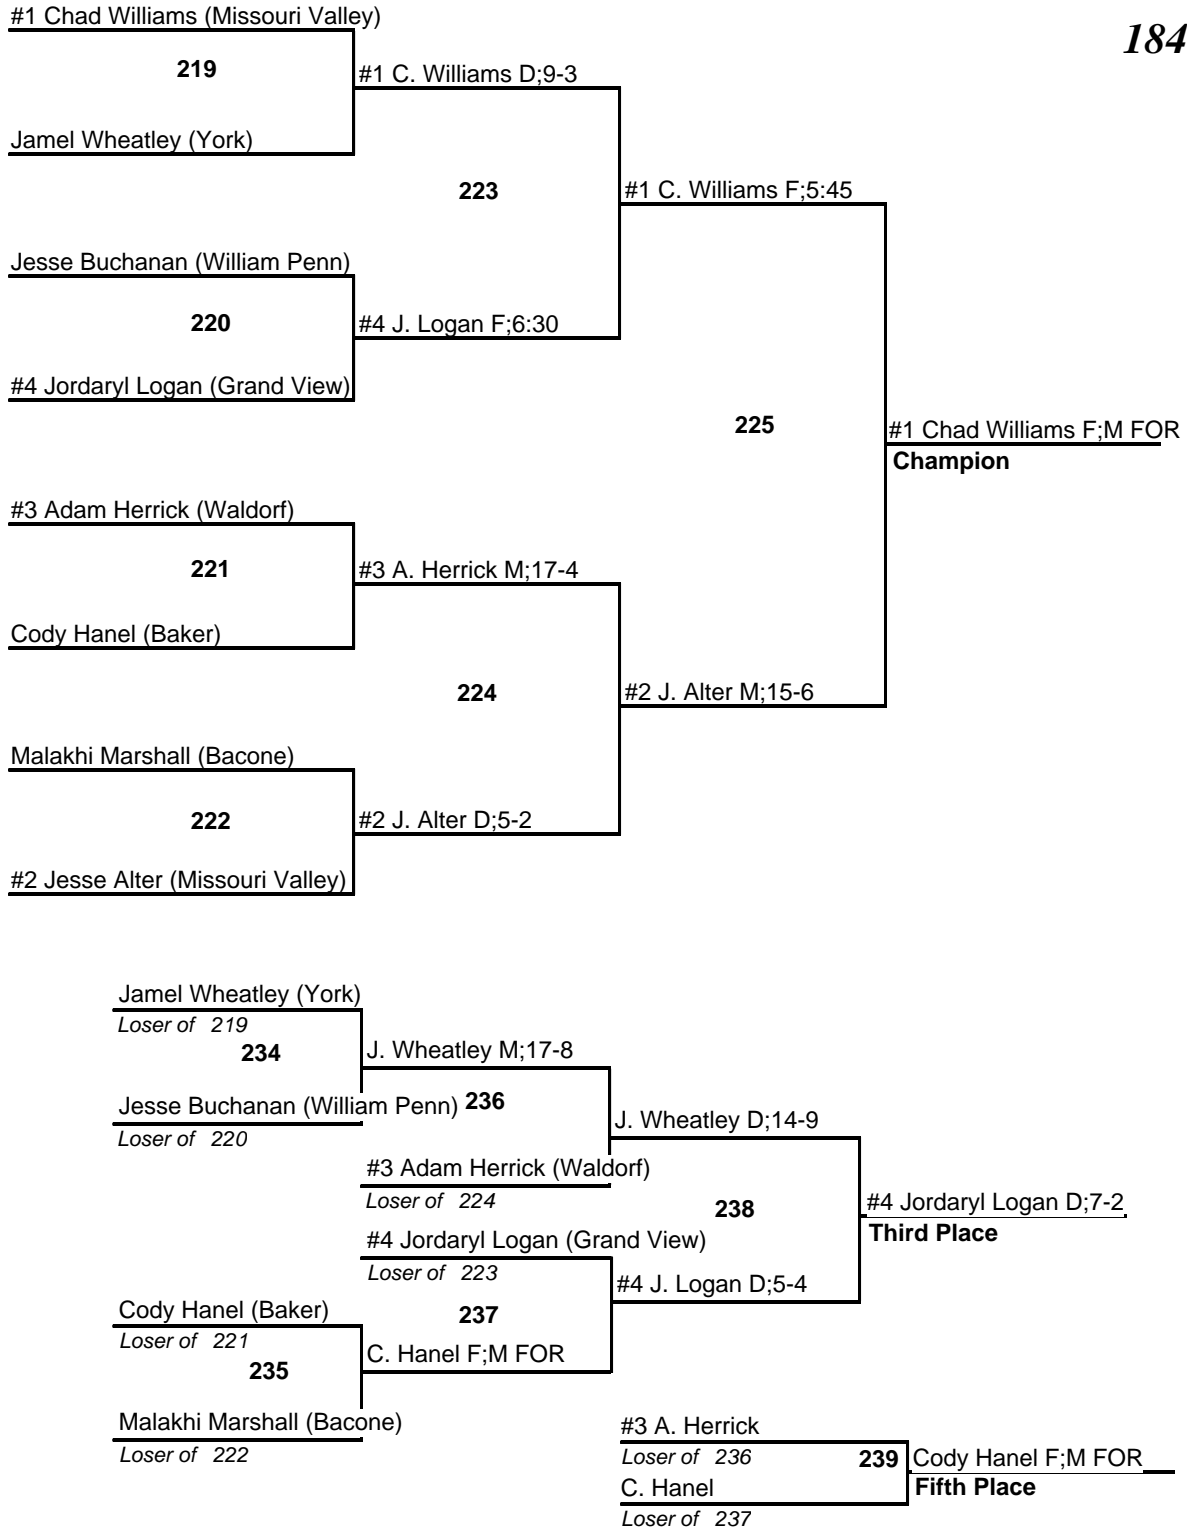 #1 Chad Williams (Missouri Valley)
184
219
#1 C. Williams D;9-3
Jamel Wheatley (York)
223
#1 C. Williams F;5:45
Jesse Buchanan (William Penn)
220
#4 J. Logan F;6:30
#4 Jordaryl Logan (Grand View)
225
#1 Chad Williams F;M FOR
Champion
#3 Adam Herrick (Waldorf)
221
#3 A. Herrick M;17-4
Cody Hanel (Baker)
224
#2 J. Alter M;15-6
Malakhi Marshall (Bacone)
222
#2 J. Alter D;5-2
#2 Jesse Alter (Missouri Valley)
Jamel Wheatley (York)
Loser of 219
234
J. Wheatley M;17-8
Jesse Buchanan (William Penn)
236
Loser of 220
J. Wheatley D;14-9
#3 Adam Herrick (Waldorf)
Loser of 224
238
#4 Jordaryl Logan D;7-2
Third Place
#4 Jordaryl Logan (Grand View)
Loser of 223
#4 J. Logan D;5-4
Cody Hanel (Baker)
237
Loser of 221
235
C. Hanel F;M FOR
Malakhi Marshall (Bacone)
Loser of 222
#3 A. Herrick
Loser of 236
239
Cody Hanel F;M FOR
C. Hanel
Fifth Place
Loser of 237